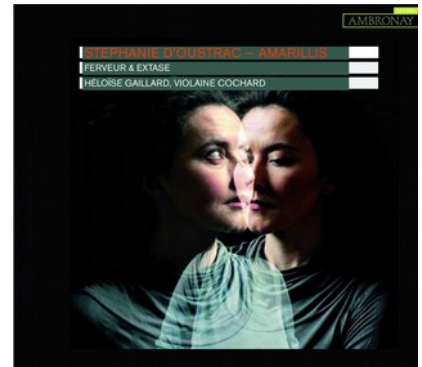 AMBRONAY
STEPHANIE D'OUSTRAC – AMARILLIS
FERVEUR & EXTASE
HÉLOÏSE GAILLARD, VIOLAINE COCHARD